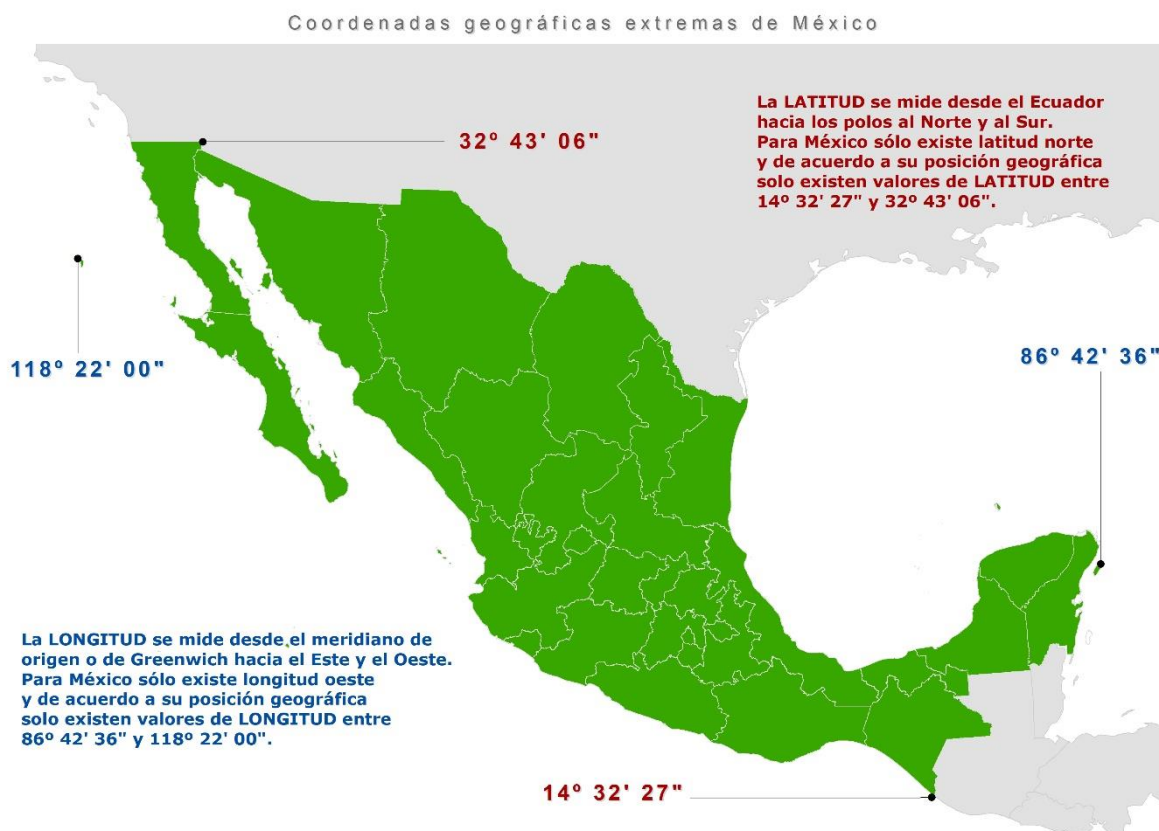 Coordenadas geográficas extremas de México
La LATITUD se mide desde el Ecuador
hacia los polos al Norte y al Sur.
Para México sólo existe latitud norte
y de acuerdo a su posición geográfica
solo existen valores de LATITUD entre
14º 32' 27" y 32º 43' 06".
32º 43' 06"
118º 22' 00"
86º 42' 36"
La LONGITUD se mide desde el meridiano de
origen o de Greenwich hacia el Este y el Oeste.
Para México sólo existe longitud oeste
y de acuerdo a su posición geográfica
solo existen valores de LONGITUD entre
86º 42' 36" y 118º 22' 00".
14º 32' 27"